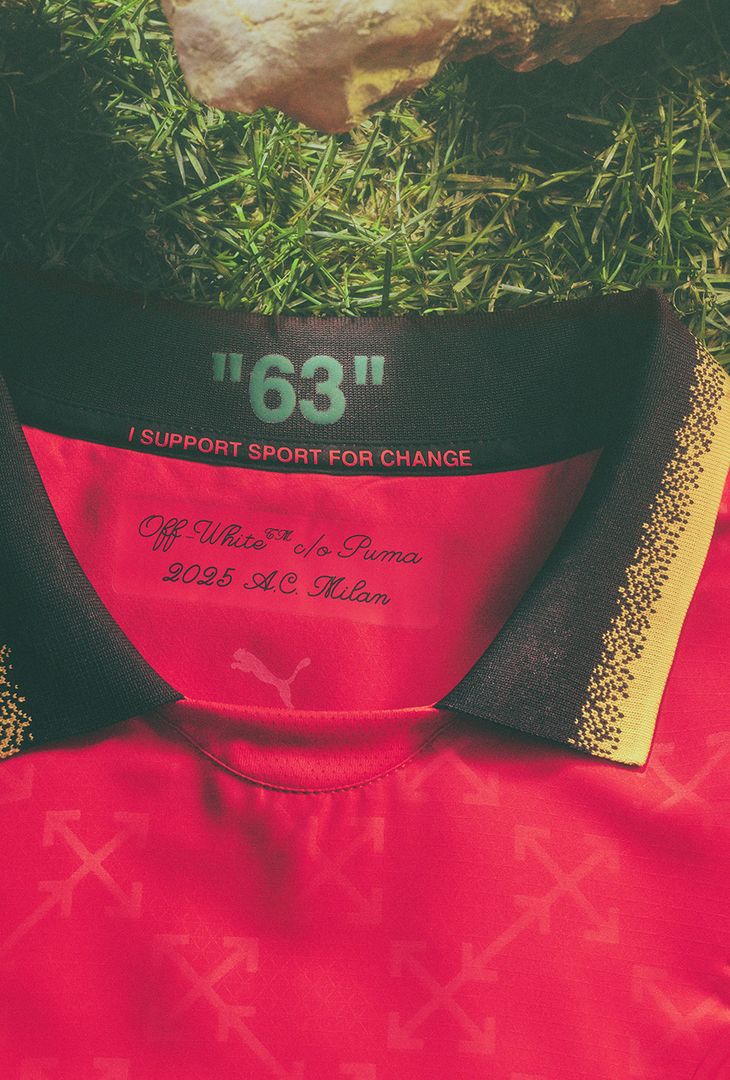 "63"
I SUPPORT SPORT FOR CHANGE
Off-White™ c/o Puma
2025 A.C. Milan